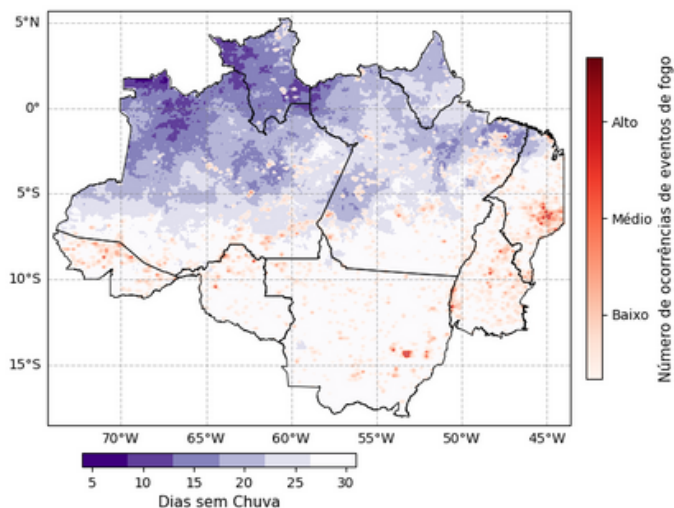 5°N
0°
5°S
10°S
15°S
70°W 65°W 60°W 55°W 50°W 45°W
5 10 15 20 25 30
Dias sem Chuva
Alto
Médio
Baixo
Número de ocorrências de eventos de fogo